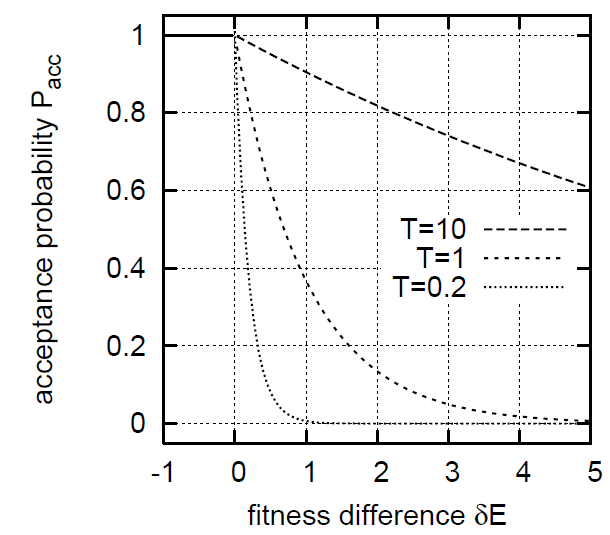 acceptance probability P_acc
1
0.8
0.6
0.4
0.2
0
T=10
T=1
T=0.2
-1 0 1 2 3 4 5
fitness difference δE